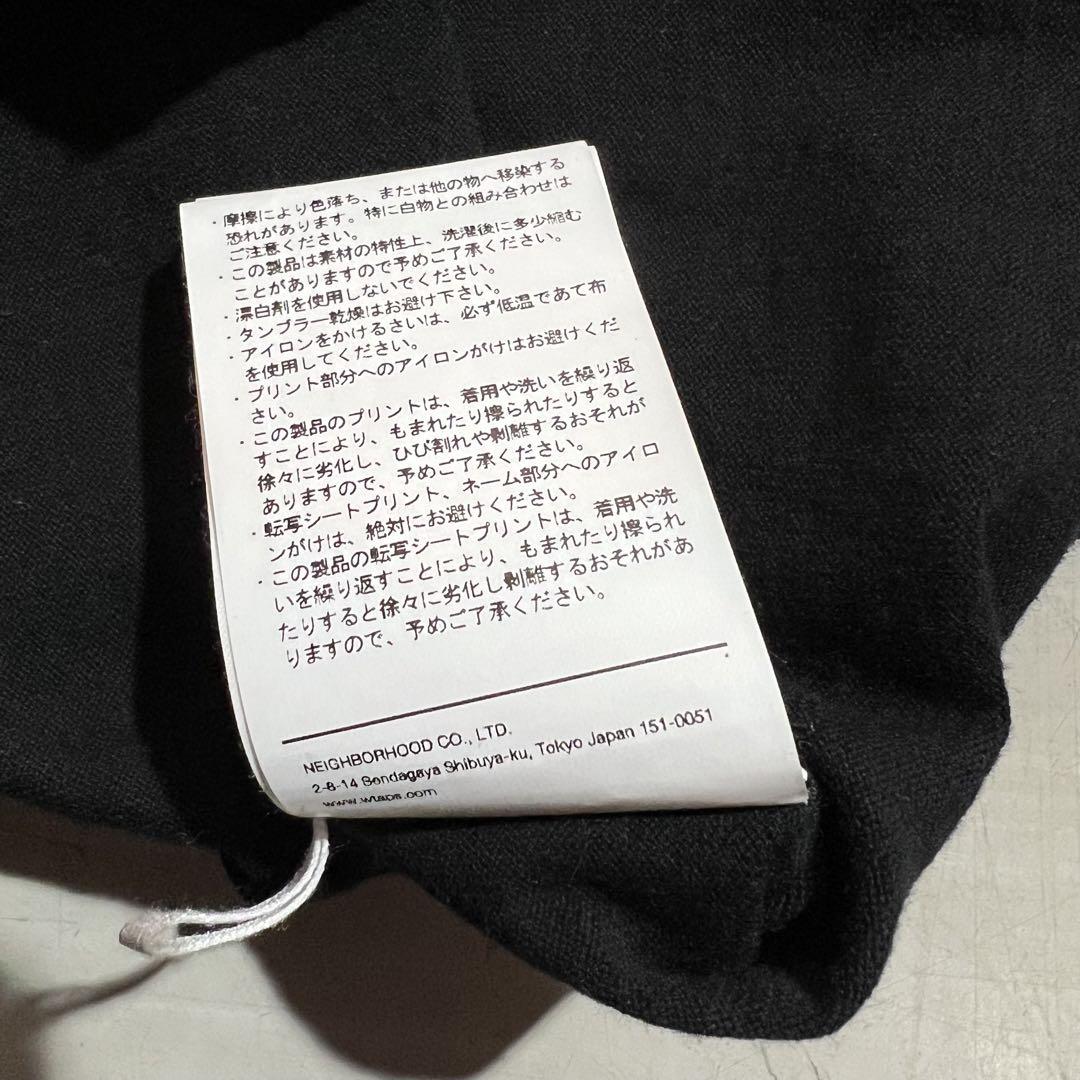 ・摩擦により色落ち、または他の物へ移染する
恐れがあります。特に白物との組み合わせは
ご注意ください。
・この製品は素材の特性上、洗濯後に多少縮む
ことがありますので予めご了承ください。
・漂白剤を使用しないでください。
・タンブラー乾燥はお避け下さい。
・アイロンをかけるさいは、必ず低温であて布
を使用してください。
・プリント部分へのアイロンがけはお避けくだ
さい。
・この製品のプリントは、着用や洗いを繰り返
すことにより、もまれたり擦られたりすると
徐々に劣化し、ひび割れや剥離するおそれが
ありますので、予めご了承ください。
・転写シートプリント、ネーム部分へのアイロ
ンがけは、絶対にお避けください。
・この製品の転写シートプリントは、着用や洗
いを繰り返すことにより、もまれたり擦られ
たりすると徐々に劣化し剥離するおそれがあ
りますので、予めご了承ください。
NEIGHBORHOOD CO., LTD.
2-8-14 Sendagaya Shibuya-ku, Tokyo Japan 151-0051
www.wtaps.com